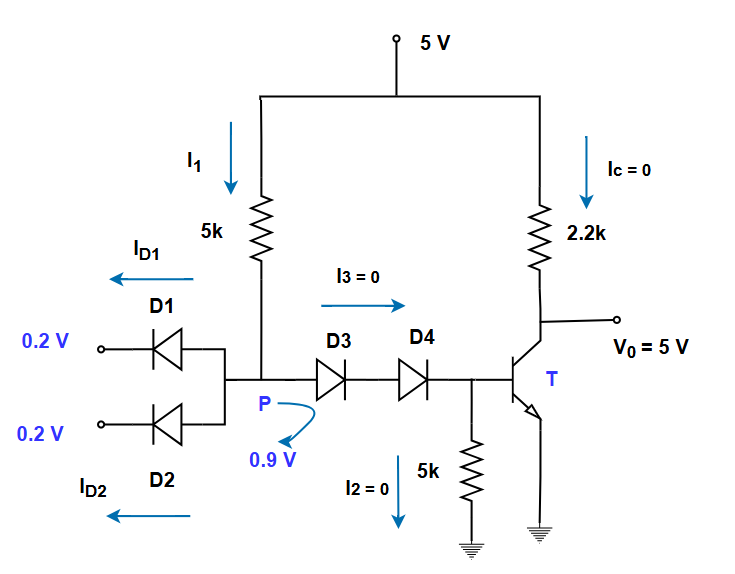 5 V
I1
Ic = 0
5k
2.2k
ID1
I3 = 0
D1
D3
D4
0.2 V
V0 = 5 V
T
P
0.2 V
0.9 V
D2
5k
ID2
I2 = 0